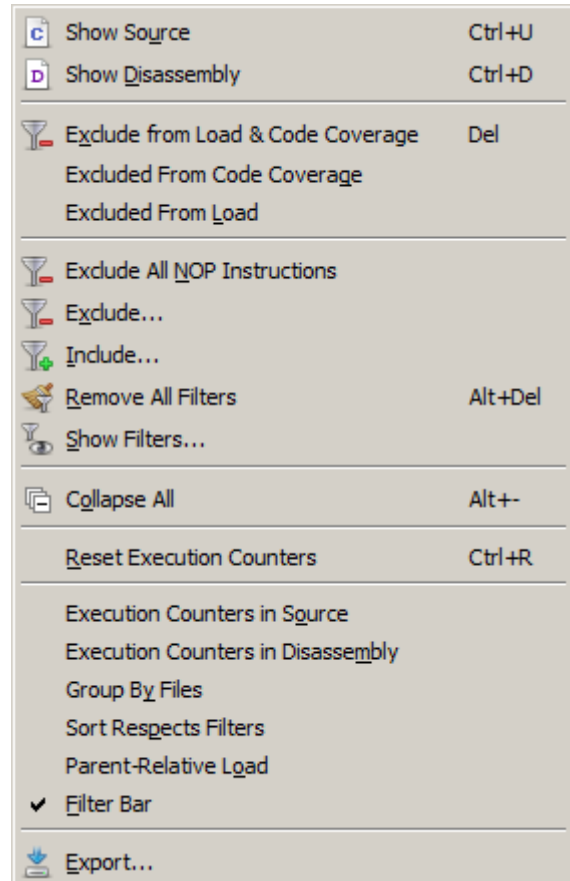 C Show Source Ctrl+U
D Show Disassembly Ctrl+D
Exclude from Load & Code Coverage Del
Excluded From Code Coverage
Excluded From Load
Exclude All NOP Instructions
Exclude...
Include...
Remove All Filters Alt+Del
Show Filters...
Collapse All Alt+-
Reset Execution Counters Ctrl+R
Execution Counters in Source
Execution Counters in Disassembly
Group By Files
Sort Respects Filters
Parent-Relative Load
Filter Bar
Export...